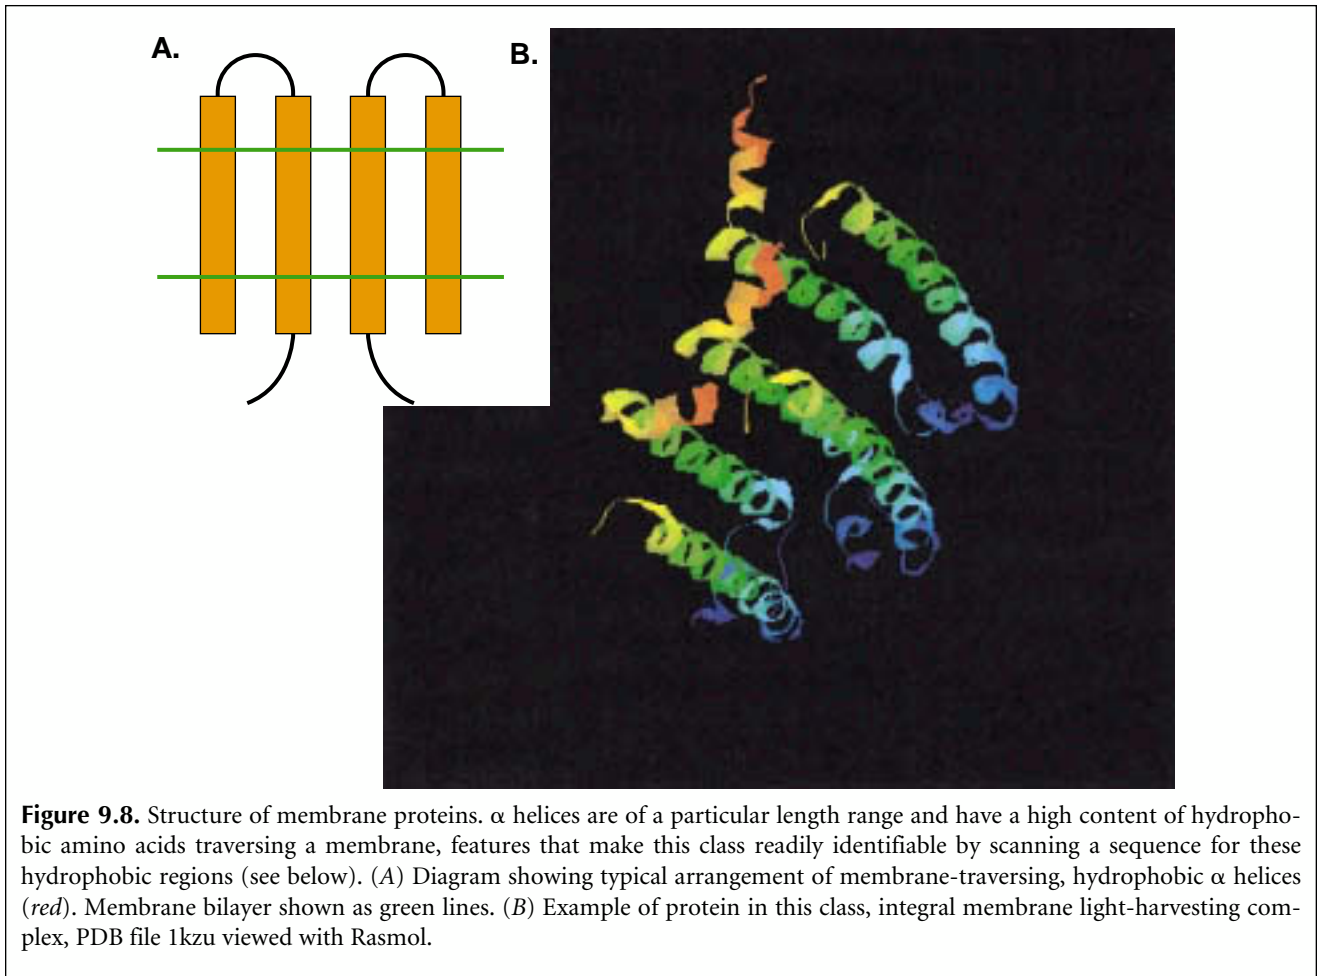 A.
B.
Figure 9.8. Structure of membrane proteins. α helices are of a particular length range and have a high content of hydropho-
bic amino acids traversing a membrane, features that make this class readily identifiable by scanning a sequence for these
hydrophobic regions (see below). (A) Diagram showing typical arrangement of membrane-traversing, hydrophobic α helices
(red). Membrane bilayer shown as green lines. (B) Example of protein in this class, integral membrane light-harvesting com-
plex, PDB file 1kzu viewed with Rasmol.